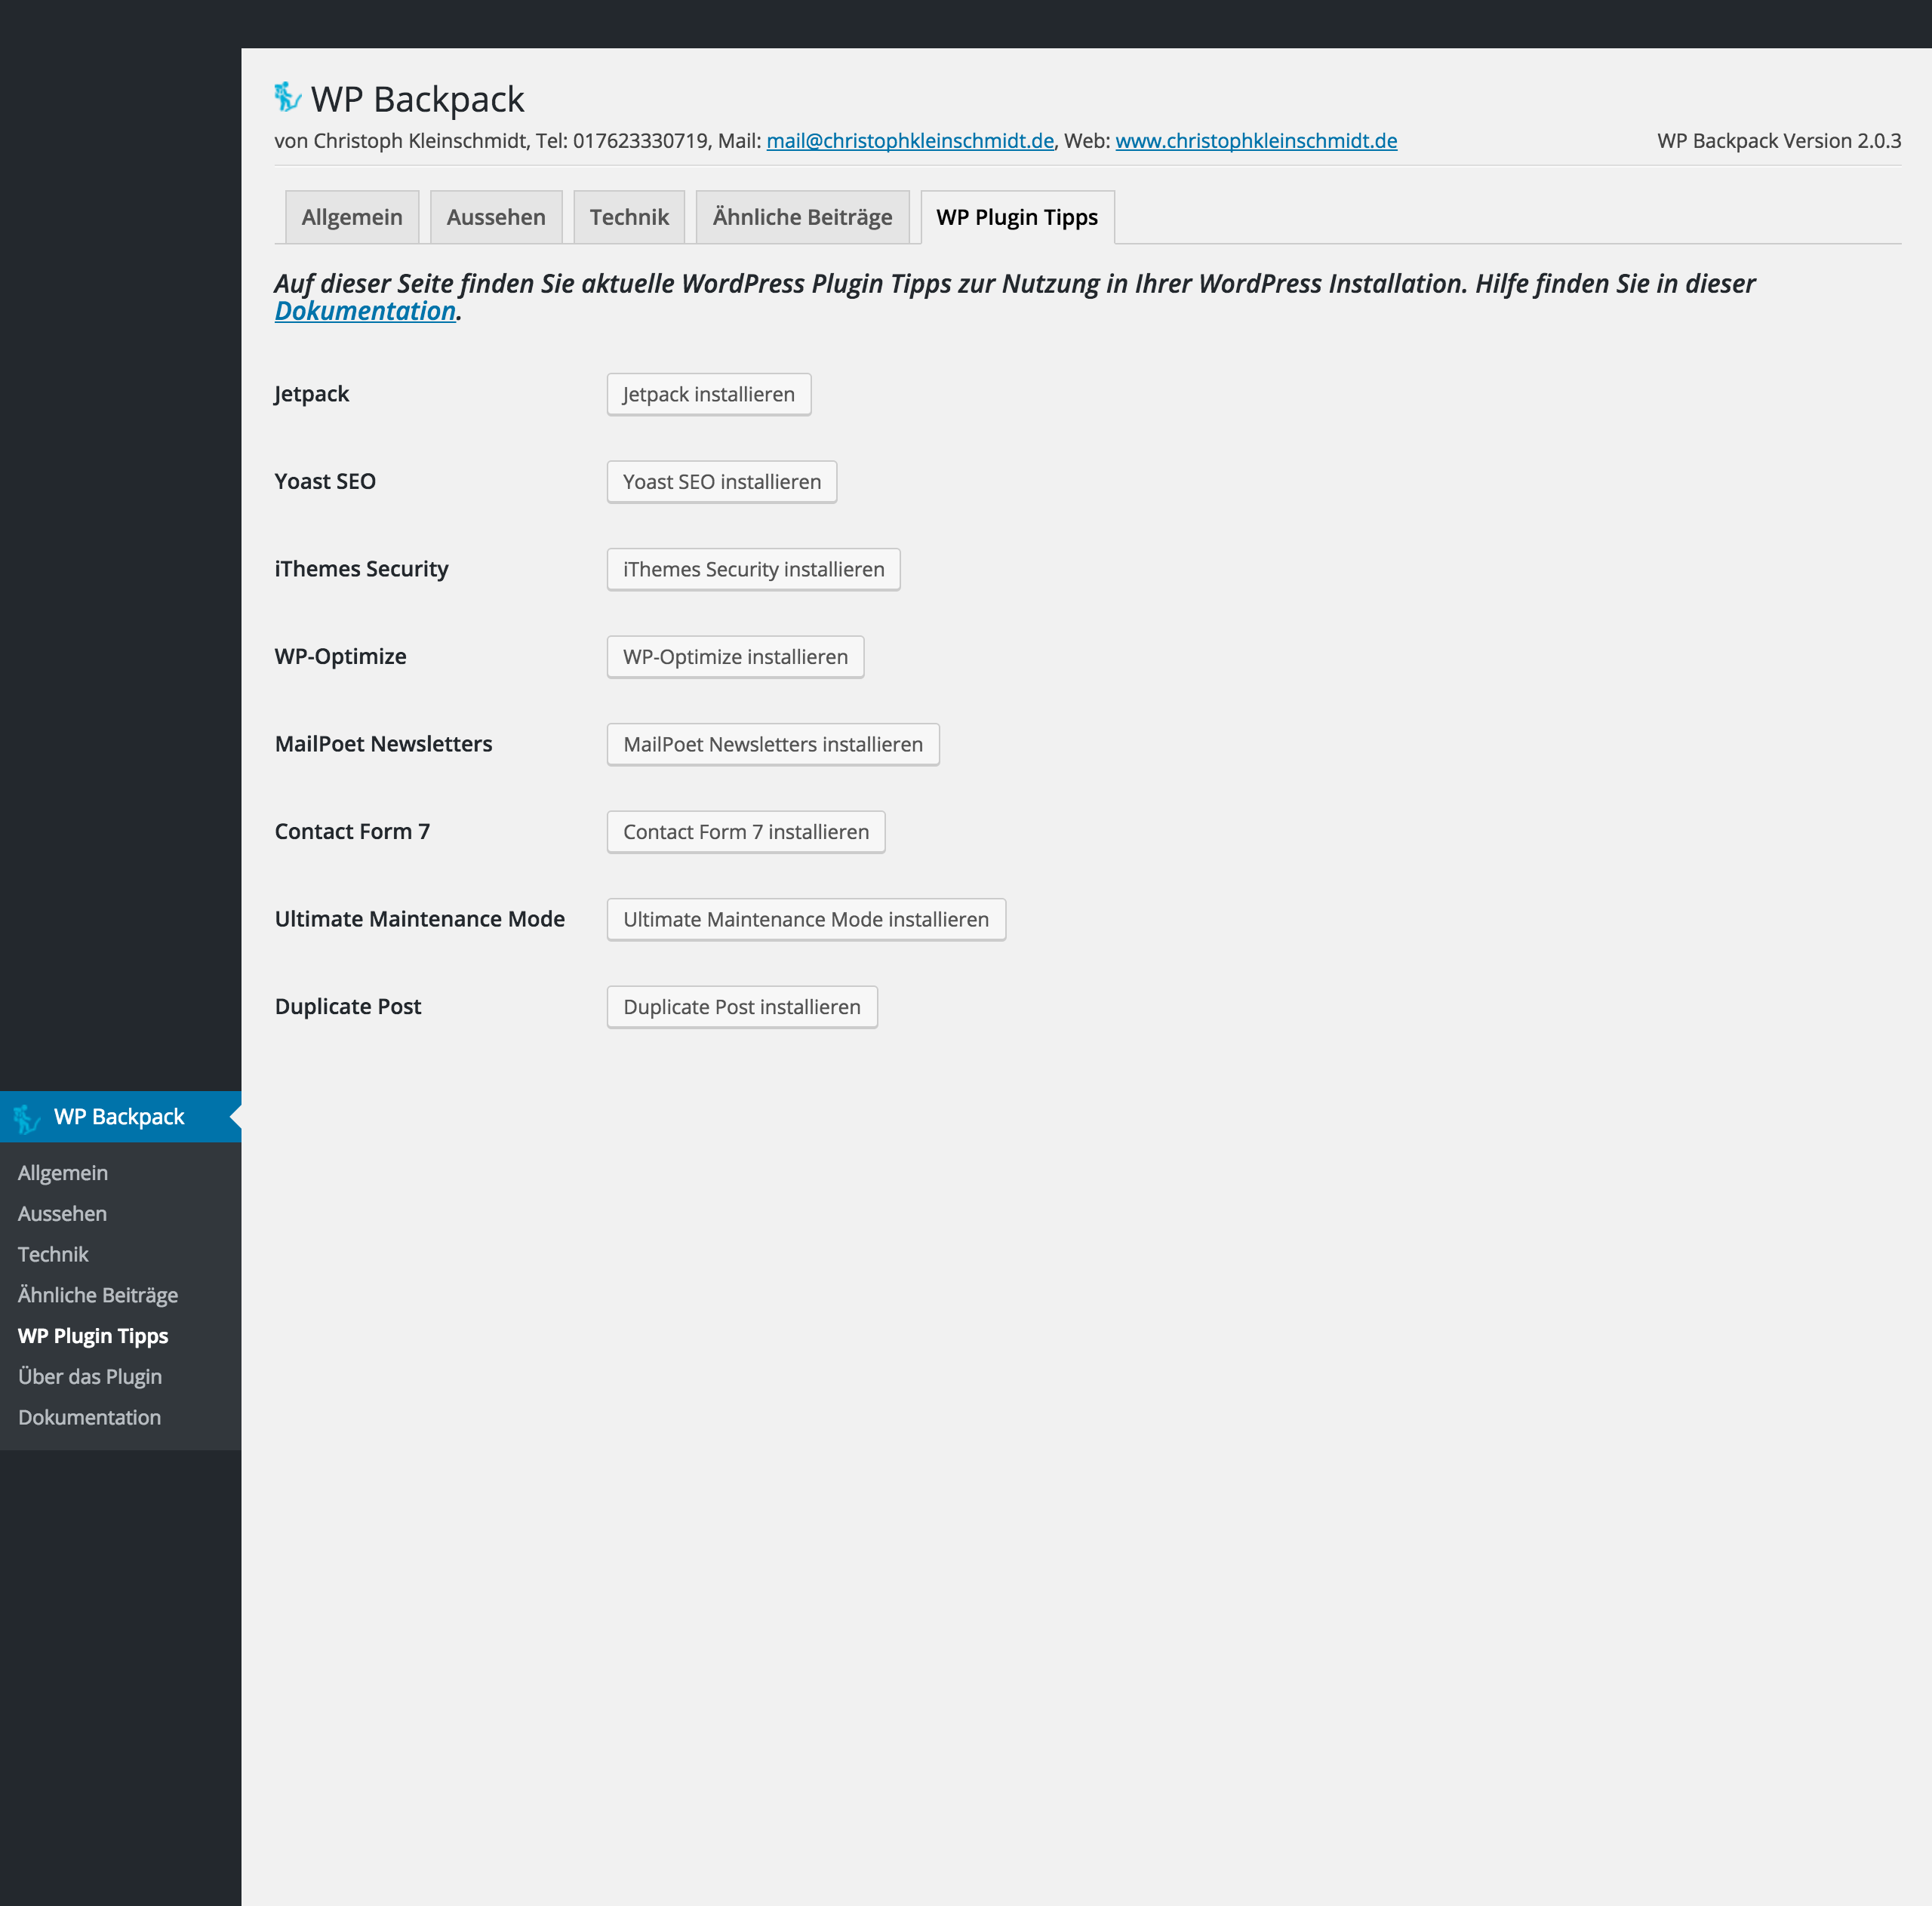 WP Backpack
von Christoph Kleinschmidt, Tel: 017623330719, Mail: mail@christophkleinschmidt.de, Web: www.christophkleinschmidt.de
WP Backpack Version 2.0.3
Allgemein
Aussehen
Technik
Ähnliche Beiträge
WP Plugin Tipps
Auf dieser Seite finden Sie aktuelle WordPress Plugin Tipps zur Nutzung in Ihrer WordPress Installation. Hilfe finden Sie in dieser
Dokumentation.
Jetpack
Jetpack installieren
Yoast SEO
Yoast SEO installieren
iThemes Security
iThemes Security installieren
WP-Optimize
WP-Optimize installieren
MailPoet Newsletters
MailPoet Newsletters installieren
Contact Form 7
Contact Form 7 installieren
Ultimate Maintenance Mode
Ultimate Maintenance Mode installieren
Duplicate Post
Duplicate Post installieren
WP Backpack
Allgemein
Aussehen
Technik
Ähnliche Beiträge
WP Plugin Tipps
Über das Plugin
Dokumentation